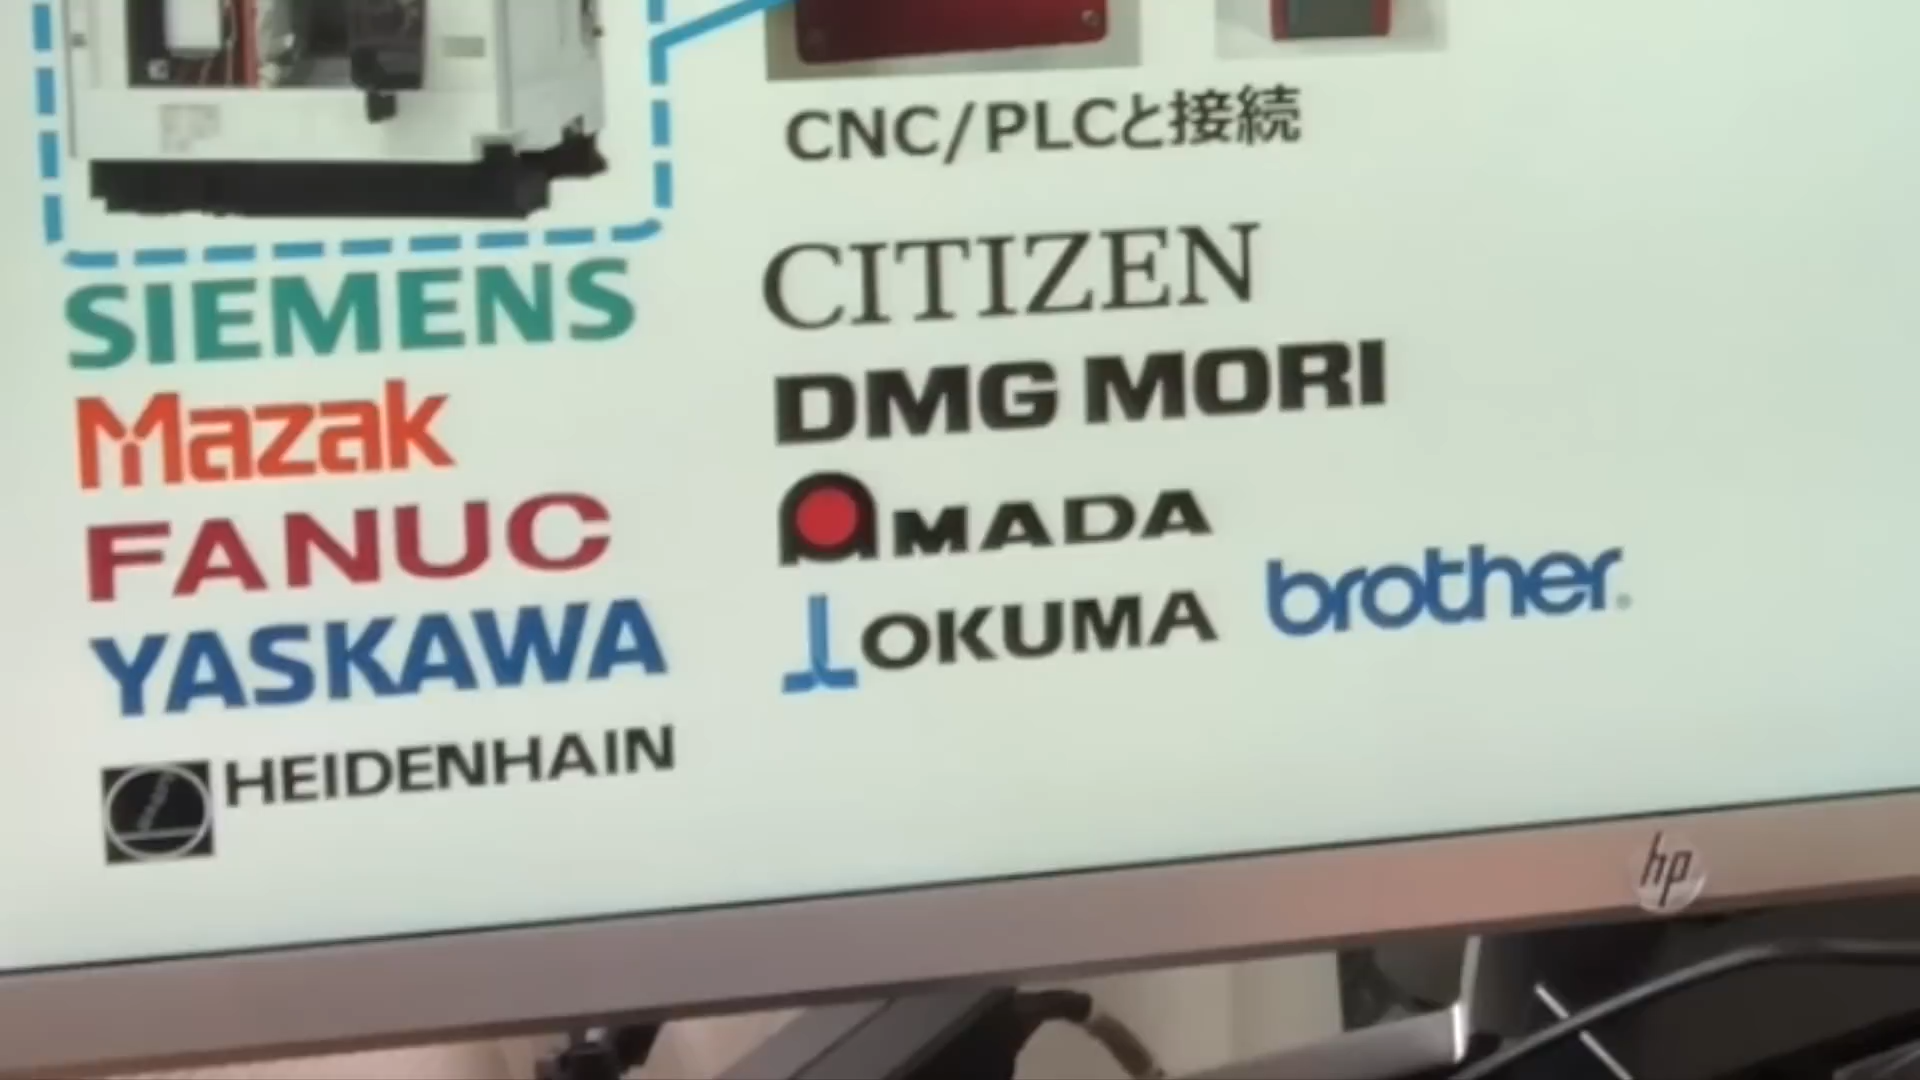 CNC/PLCと接続
SIEMENS
Mazak
FANUC
YASKAWA
HEIDENHAIN
CITIZEN
DMG MORI
AMADA
OKUMA
brother
hp